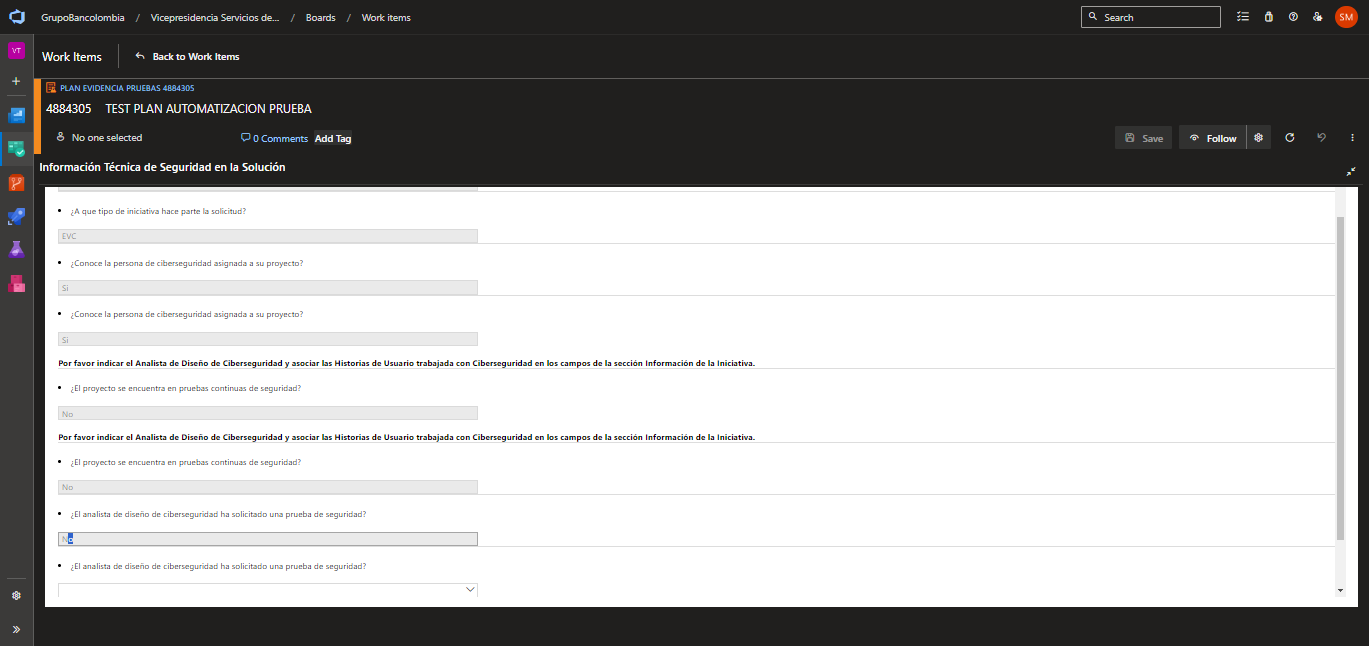 GrupoBancolombia / Vicepresidencia Servicios de... / Boards / Work items
Search
SM
VT
Work Items
Back to Work Items
PLAN EVIDENCIA PRUEBAS 4884305
4884305 TEST PLAN AUTOMATIZACION PRUEBA
No one selected
0 Comments
Add Tag
Save
Follow
Información Técnica de Seguridad en la Solución
• ¿A que tipo de iniciativa hace parte la solicitud?
EVC
• ¿Conoce la persona de ciberseguridad asignada a su proyecto?
Si
• ¿Conoce la persona de ciberseguridad asignada a su proyecto?
Si
Por favor indicar el Analista de Diseño de Ciberseguridad y asociar las Historias de Usuario trabajada con Ciberseguridad en los campos de la sección Información de la Iniciativa.
• ¿El proyecto se encuentra en pruebas continuas de seguridad?
No
Por favor indicar el Analista de Diseño de Ciberseguridad y asociar las Historias de Usuario trabajada con Ciberseguridad en los campos de la sección Información de la Iniciativa.
• ¿El proyecto se encuentra en pruebas continuas de seguridad?
No
• ¿El analista de diseño de ciberseguridad ha solicitado una prueba de seguridad?
No
• ¿El analista de diseño de ciberseguridad ha solicitado una prueba de seguridad?